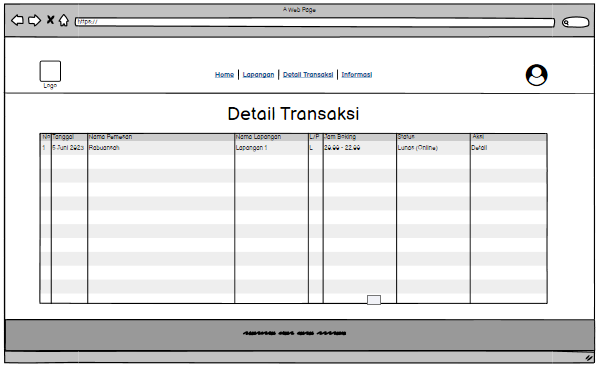 A Web Page
https://
Logo
Home Lapangan Detail Transaksi Informasi
Detail Transaksi
No Tanggal Nama Pemesan Nama Lapangan L/P Jam Boking Status Aksi
1 5 Juni 2023 Rabuannah Lapangan 1 L 20.00 - 22.00 Lunas (Online) Detail